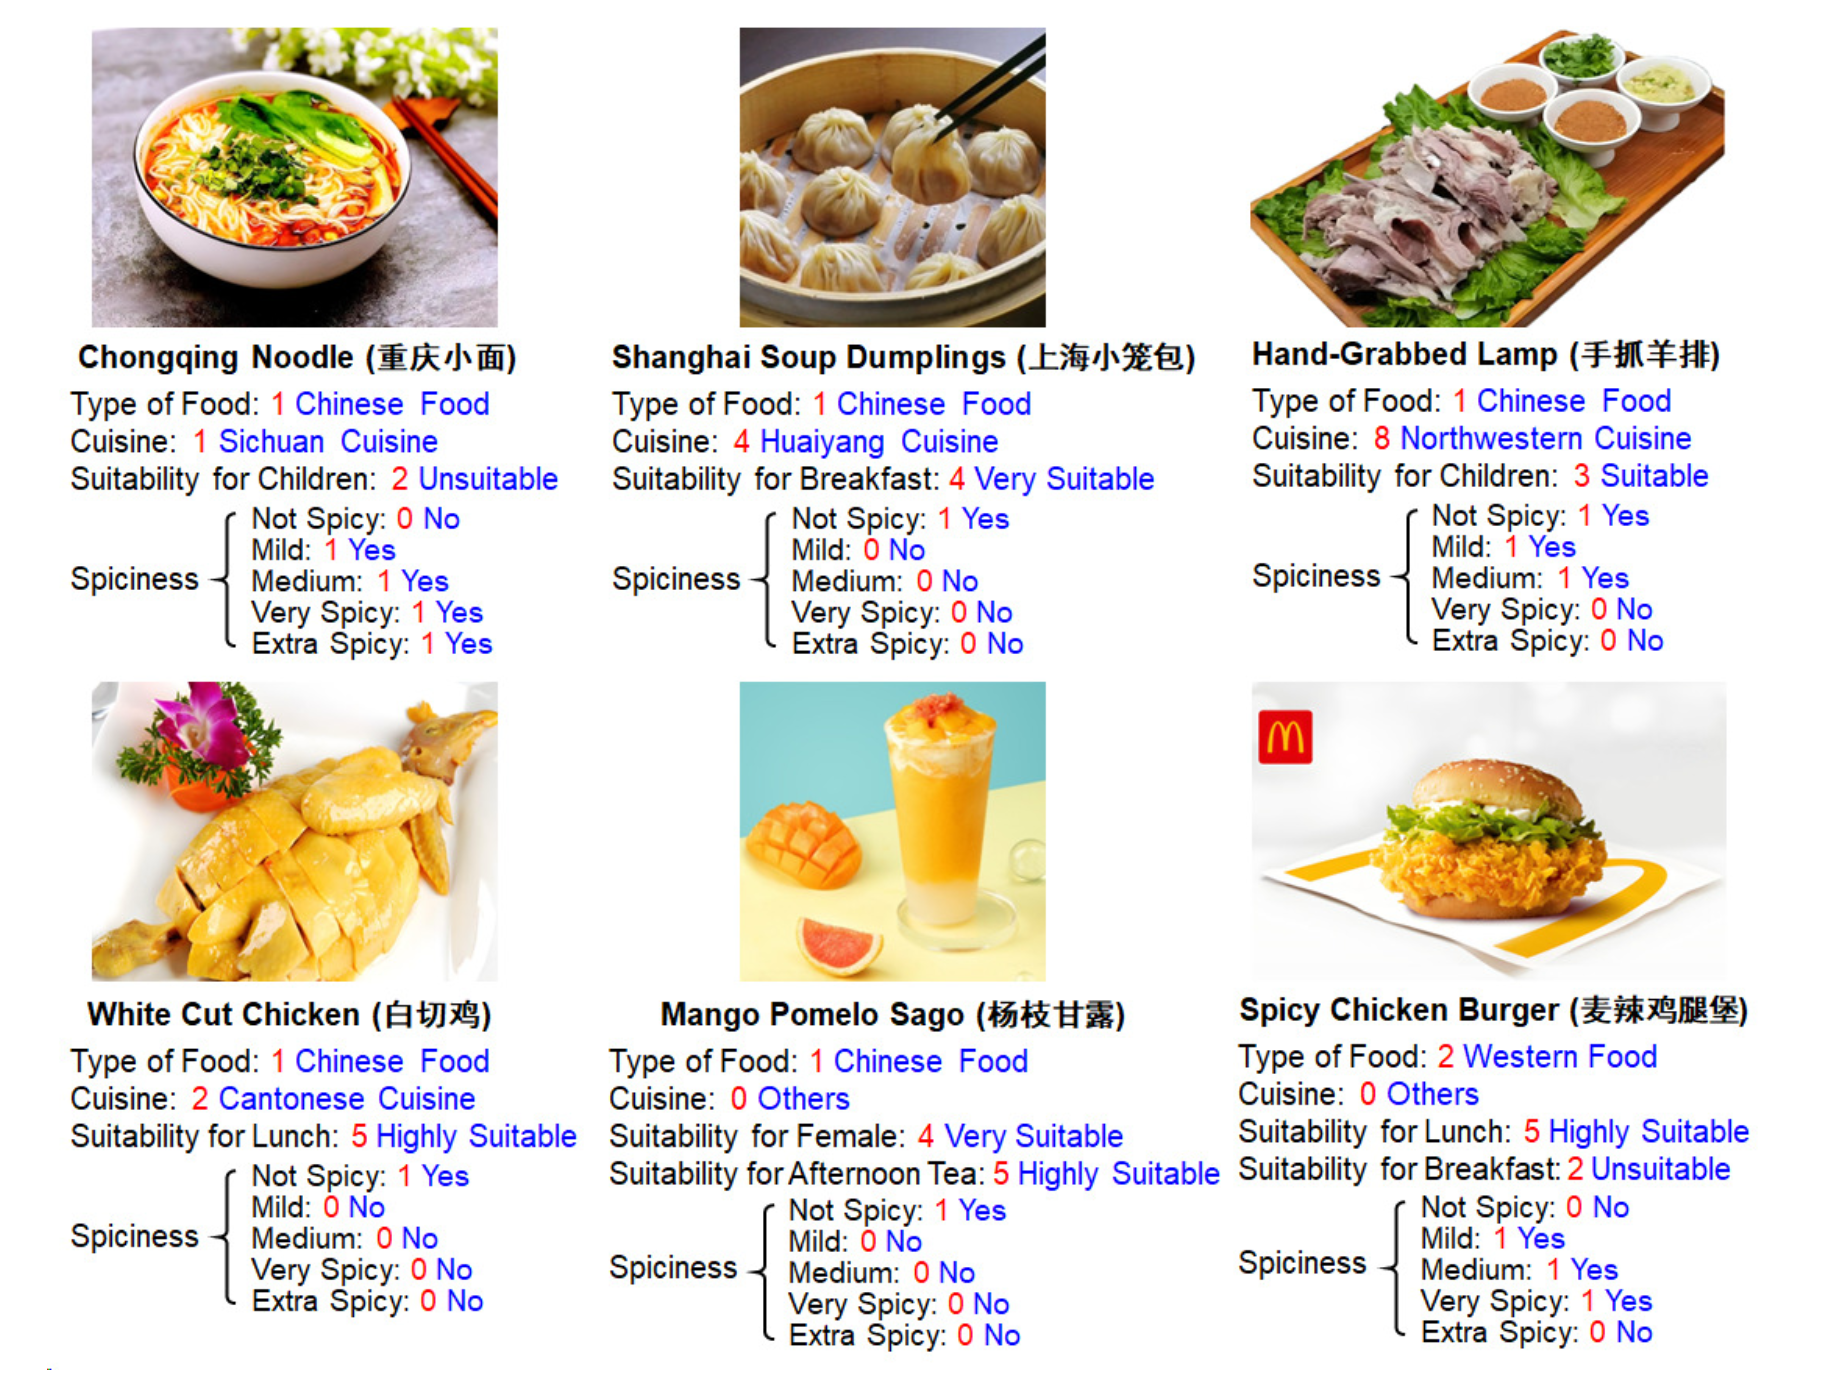 Chongqing Noodle (重庆小面)
Type of Food: 1 Chinese Food
Cuisine: 1 Sichuan Cuisine
Suitability for Children: 2 Unsuitable
Spiciness
Not Spicy: 0 No
Mild: 1 Yes
Medium: 1 Yes
Very Spicy: 1 Yes
Extra Spicy: 1 Yes
Shanghai Soup Dumplings (上海小笼包)
Type of Food: 1 Chinese Food
Cuisine: 4 Huaiyang Cuisine
Suitability for Breakfast: 4 Very Suitable
Spiciness
Not Spicy: 1 Yes
Mild: 0 No
Medium: 0 No
Very Spicy: 0 No
Extra Spicy: 0 No
Hand-Grabbed Lamp (手抓羊排)
Type of Food: 1 Chinese Food
Cuisine: 8 Northwestern Cuisine
Suitability for Children: 3 Suitable
Spiciness
Not Spicy: 1 Yes
Mild: 1 Yes
Medium: 1 Yes
Very Spicy: 0 No
Extra Spicy: 0 No
White Cut Chicken (白切鸡)
Type of Food: 1 Chinese Food
Cuisine: 2 Cantonese Cuisine
Suitability for Lunch: 5 Highly Suitable
Spiciness
Not Spicy: 1 Yes
Mild: 0 No
Medium: 0 No
Very Spicy: 0 No
Extra Spicy: 0 No
Mango Pomelo Sago (杨枝甘露)
Type of Food: 1 Chinese Food
Cuisine: 0 Others
Suitability for Female: 4 Very Suitable
Suitability for Afternoon Tea: 5 Highly Suitable
Spiciness
Not Spicy: 1 Yes
Mild: 0 No
Medium: 0 No
Very Spicy: 0 No
Extra Spicy: 0 No
Spicy Chicken Burger (麦辣鸡腿堡)
Type of Food: 2 Western Food
Cuisine: 0 Others
Suitability for Lunch: 5 Highly Suitable
Suitability for Breakfast: 2 Unsuitable
Spiciness
Not Spicy: 0 No
Mild: 1 Yes
Medium: 1 Yes
Very Spicy: 1 Yes
Extra Spicy: 0 No